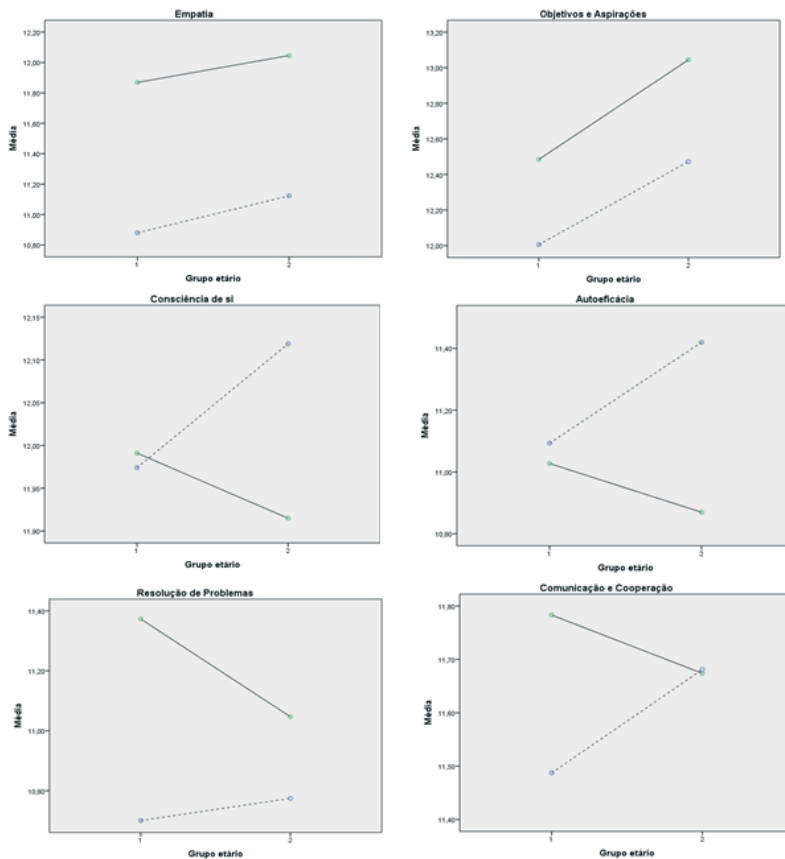 Empatia
12,20
12,00
11,80
11,60
11,40
11,20
11,00
10,80
Média
1
2
Grupo etário
Objetivos e Aspirações
13,20
13,00
12,80
12,60
12,40
12,20
12,00
Média
1
2
Grupo etário
Consciência de si
12,15
12,10
12,05
12,00
11,95
11,90
Média
1
2
Grupo etário
Autoeficácia
11,40
11,20
11,00
10,80
Média
1
2
Grupo etário
Resolução de Problemas
11,40
11,20
11,00
10,80
Média
1
2
Grupo etário
Comunicação e Cooperação
11,80
11,70
11,60
11,50
11,40
Média
1
2
Grupo etário